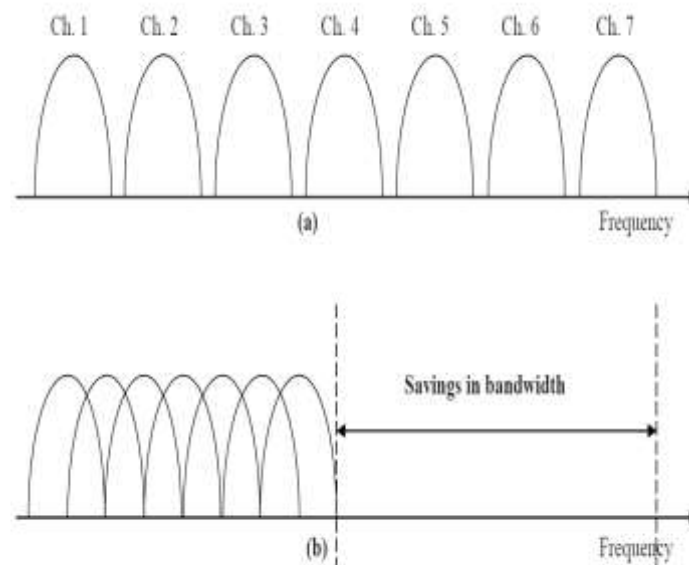 Ch. 1 Ch. 2 Ch. 3 Ch. 4 Ch. 5 Ch. 6 Ch. 7
(a) Frequency
Savings in bandwidth
(b) Frequency